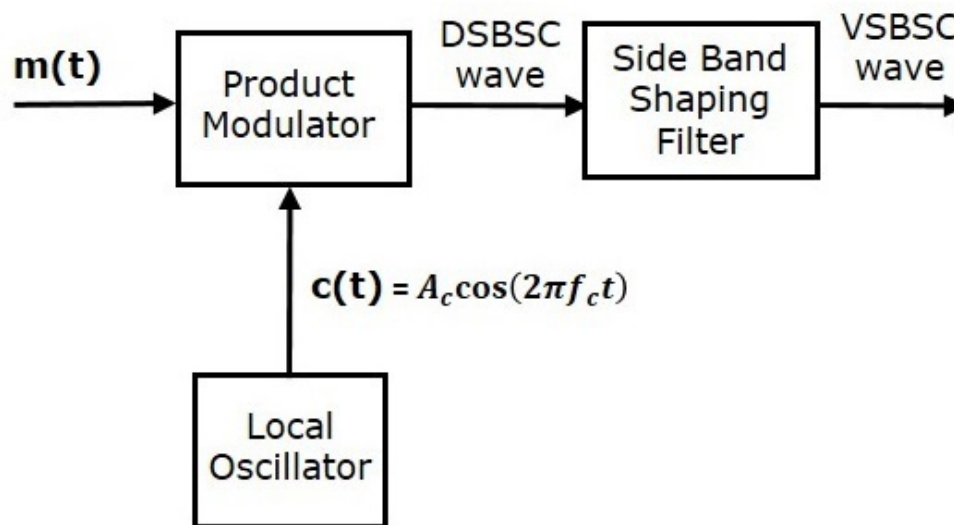 m(t)
Product
Modulator
DSBSC
wave
Side Band
Shaping
Filter
VSBSC
wave
c(t) = A_c cos(2πf_c t)
Local
Oscillator